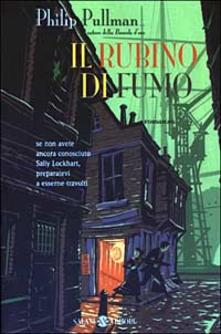 Philip Pullman
autore della Bussola d'oro
IL RUBINO
DI FUMO
romanzo
se non avete
ancora conosciuto
Sally Lockhart,
preparatevi
a esserne travolti
SALANI EDITORE